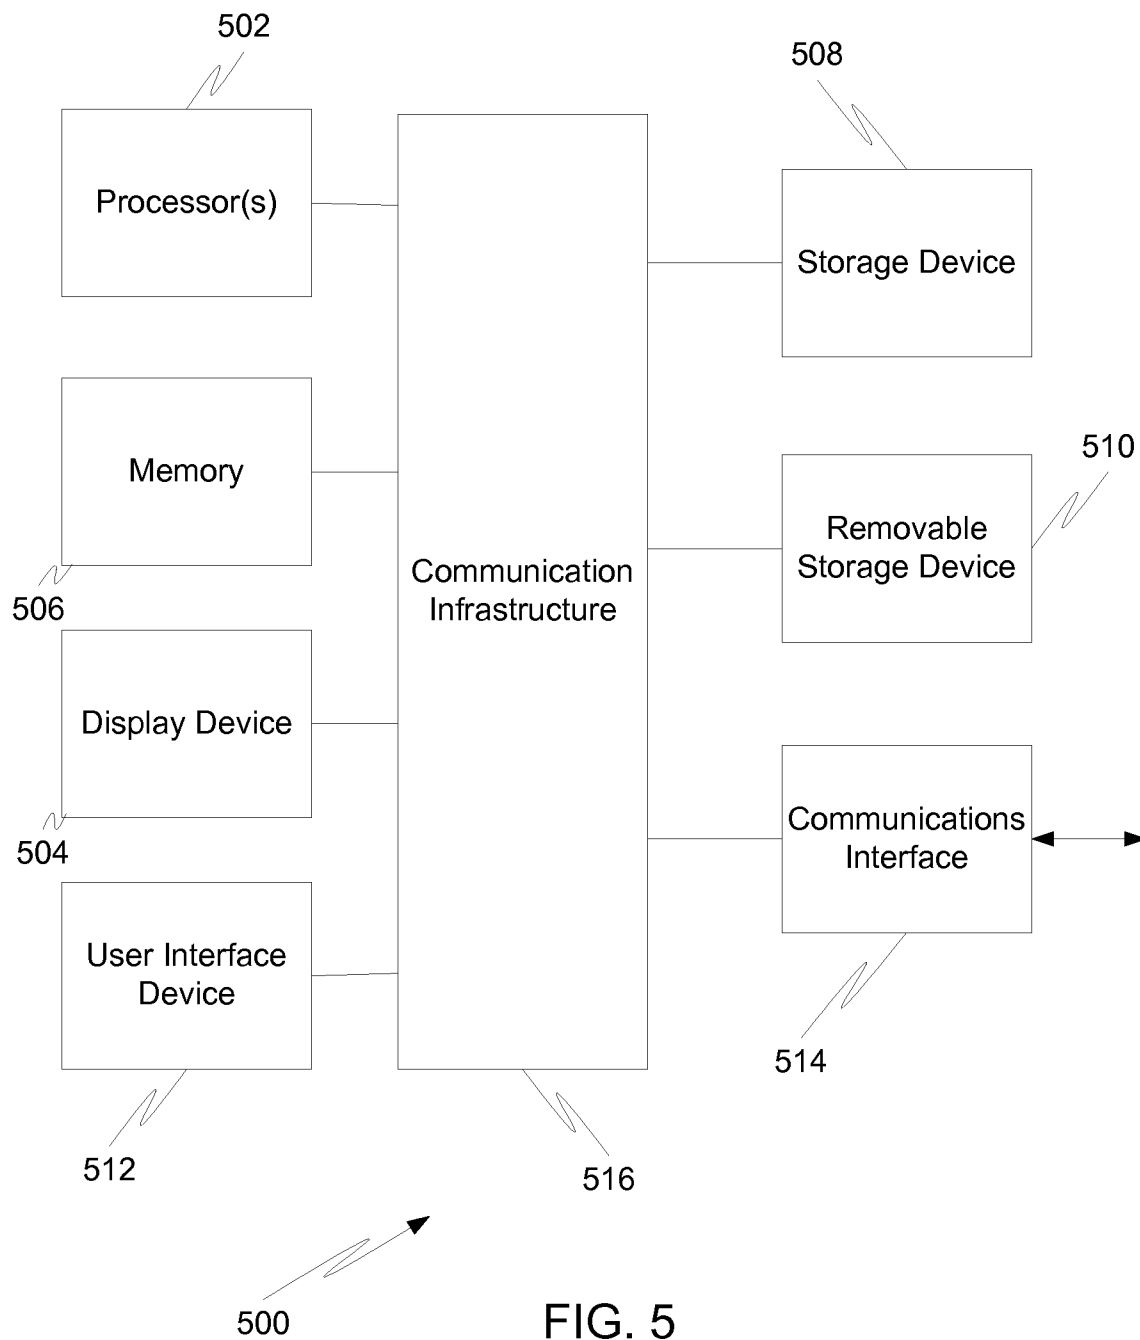 502
508
Processor(s)
Storage Device
510
Memory
Removable
Storage Device
Communication
Infrastructure
506
Display Device
Communications
Interface
504
User Interface
Device
514
512
516
500
FIG. 5